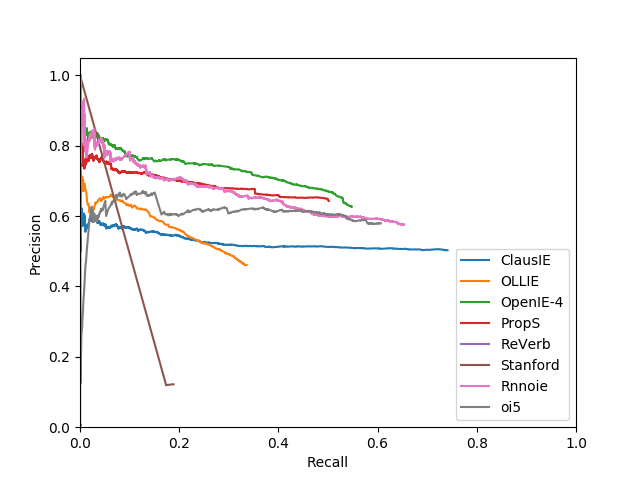 1.0
0.8
0.6
0.4
0.2
0.0
Precision
0.0 0.2 0.4 0.6 0.8 1.0
Recall
ClausIE
OLLIE
OpenIE-4
PropS
ReVerb
Stanford
Rnnoie
oi5